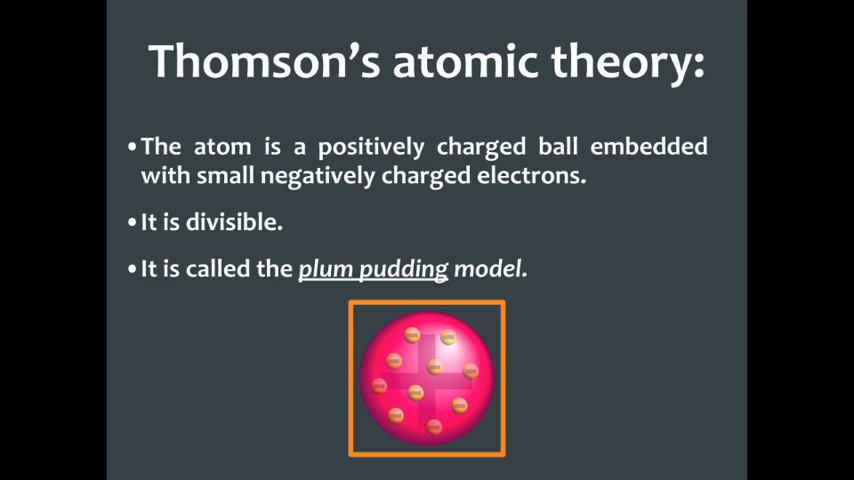 Thomson's atomic theory:
•The atom is a positively charged ball embedded
with small negatively charged electrons.
•It is divisible.
•It is called the plum pudding model.